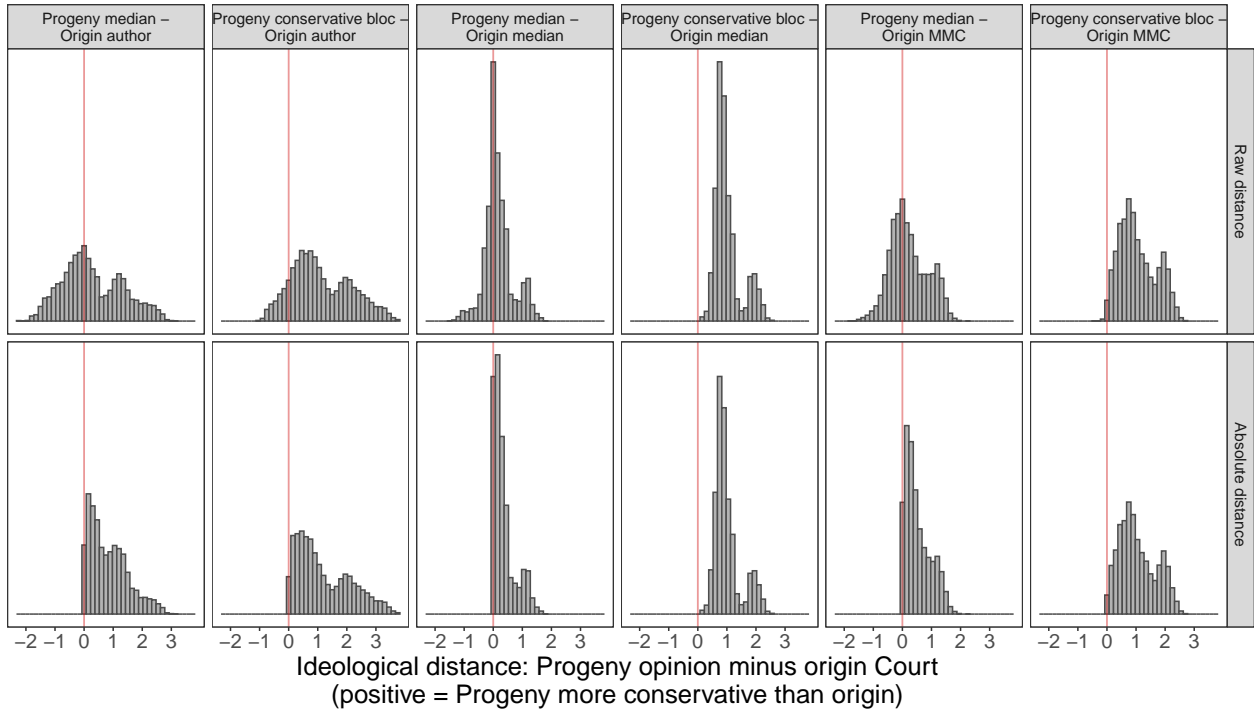 Progeny median –
Origin author
Progeny conservative bloc –
Origin author
Progeny median –
Origin median
Progeny conservative bloc –
Origin median
Progeny median –
Origin MMC
Progeny conservative bloc –
Origin MMC
Raw distance
Absolute distance
−2 −1 0 1 2 3
−2 −1 0 1 2 3
−2 −1 0 1 2 3
−2 −1 0 1 2 3
−2 −1 0 1 2 3
−2 −1 0 1 2 3
Ideological distance: Progeny opinion minus origin Court
(positive = Progeny more conservative than origin)